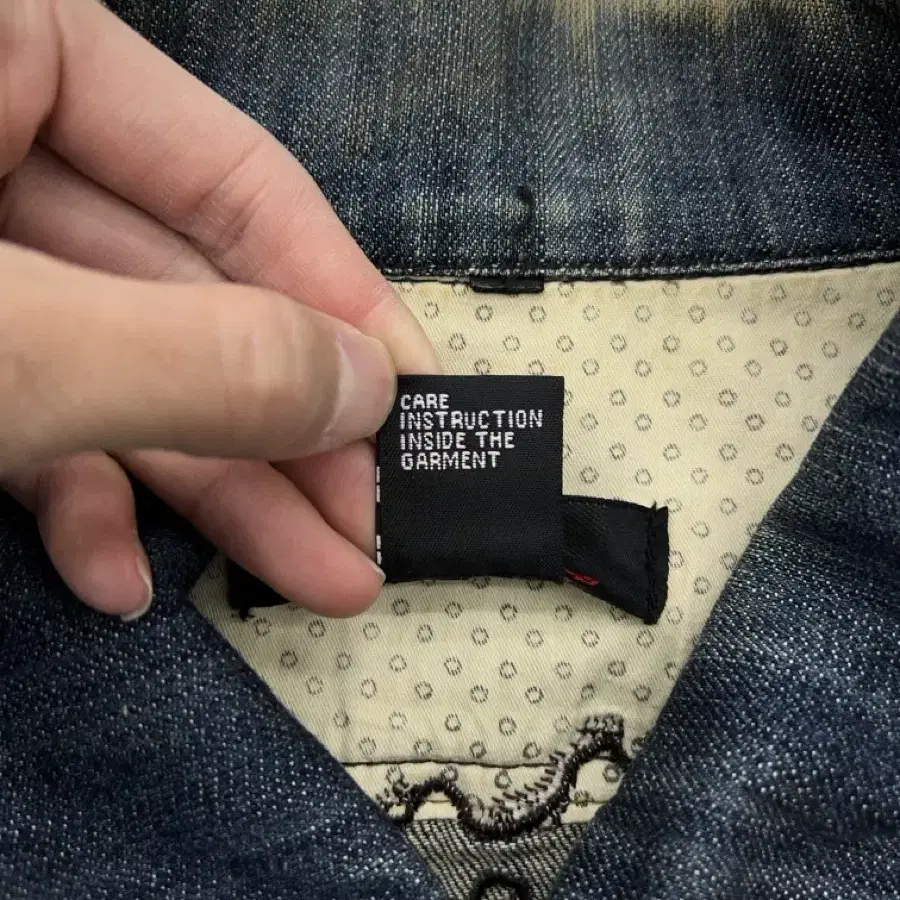 CARE
INSTRUCTION
INSIDE THE
GARMENT